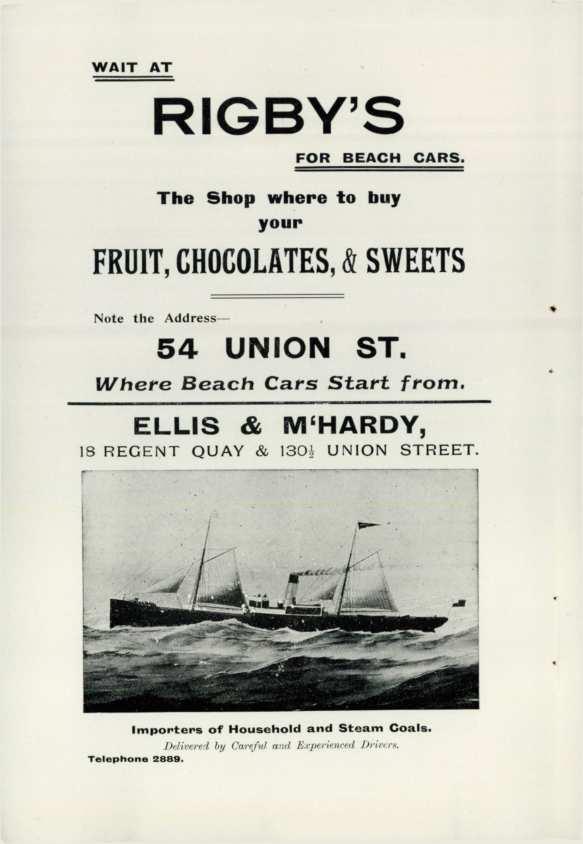 WAIT AT
RIGBY'S
FOR BEACH CARS.
The Shop where to buy
your
FRUIT, CHOCOLATES, & SWEETS
Note the Address—
54 UNION ST.
Where Beach Cars Start from.
ELLIS & M‘HARDY,
18 REGENT QUAY & 130½ UNION STREET.
Importers of Household and Steam Coals.
Delivered by Careful and Experienced Drivers.
Telephone 2889.